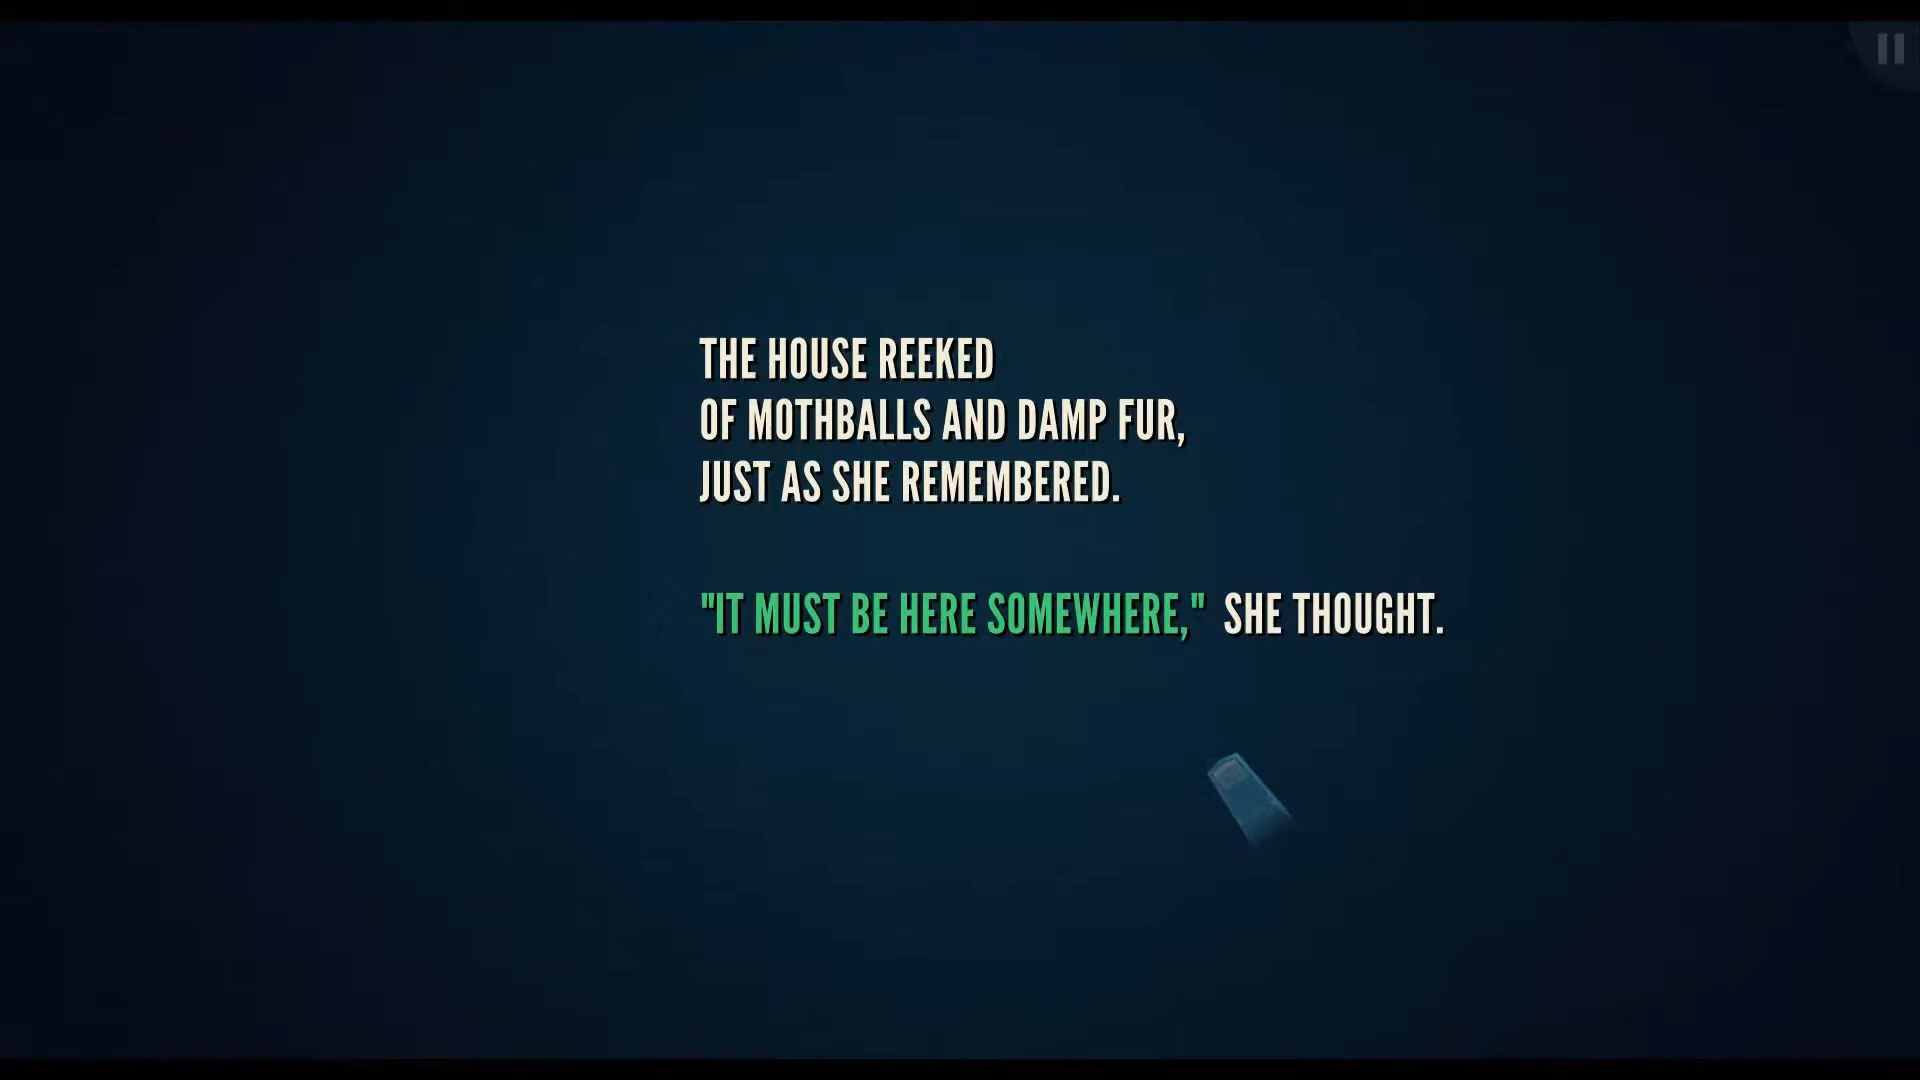 THE HOUSE REEKED
OF MOTHBALLS AND DAMP FUR,
JUST AS SHE REMEMBERED.
"IT MUST BE HERE SOMEWHERE," SHE THOUGHT.